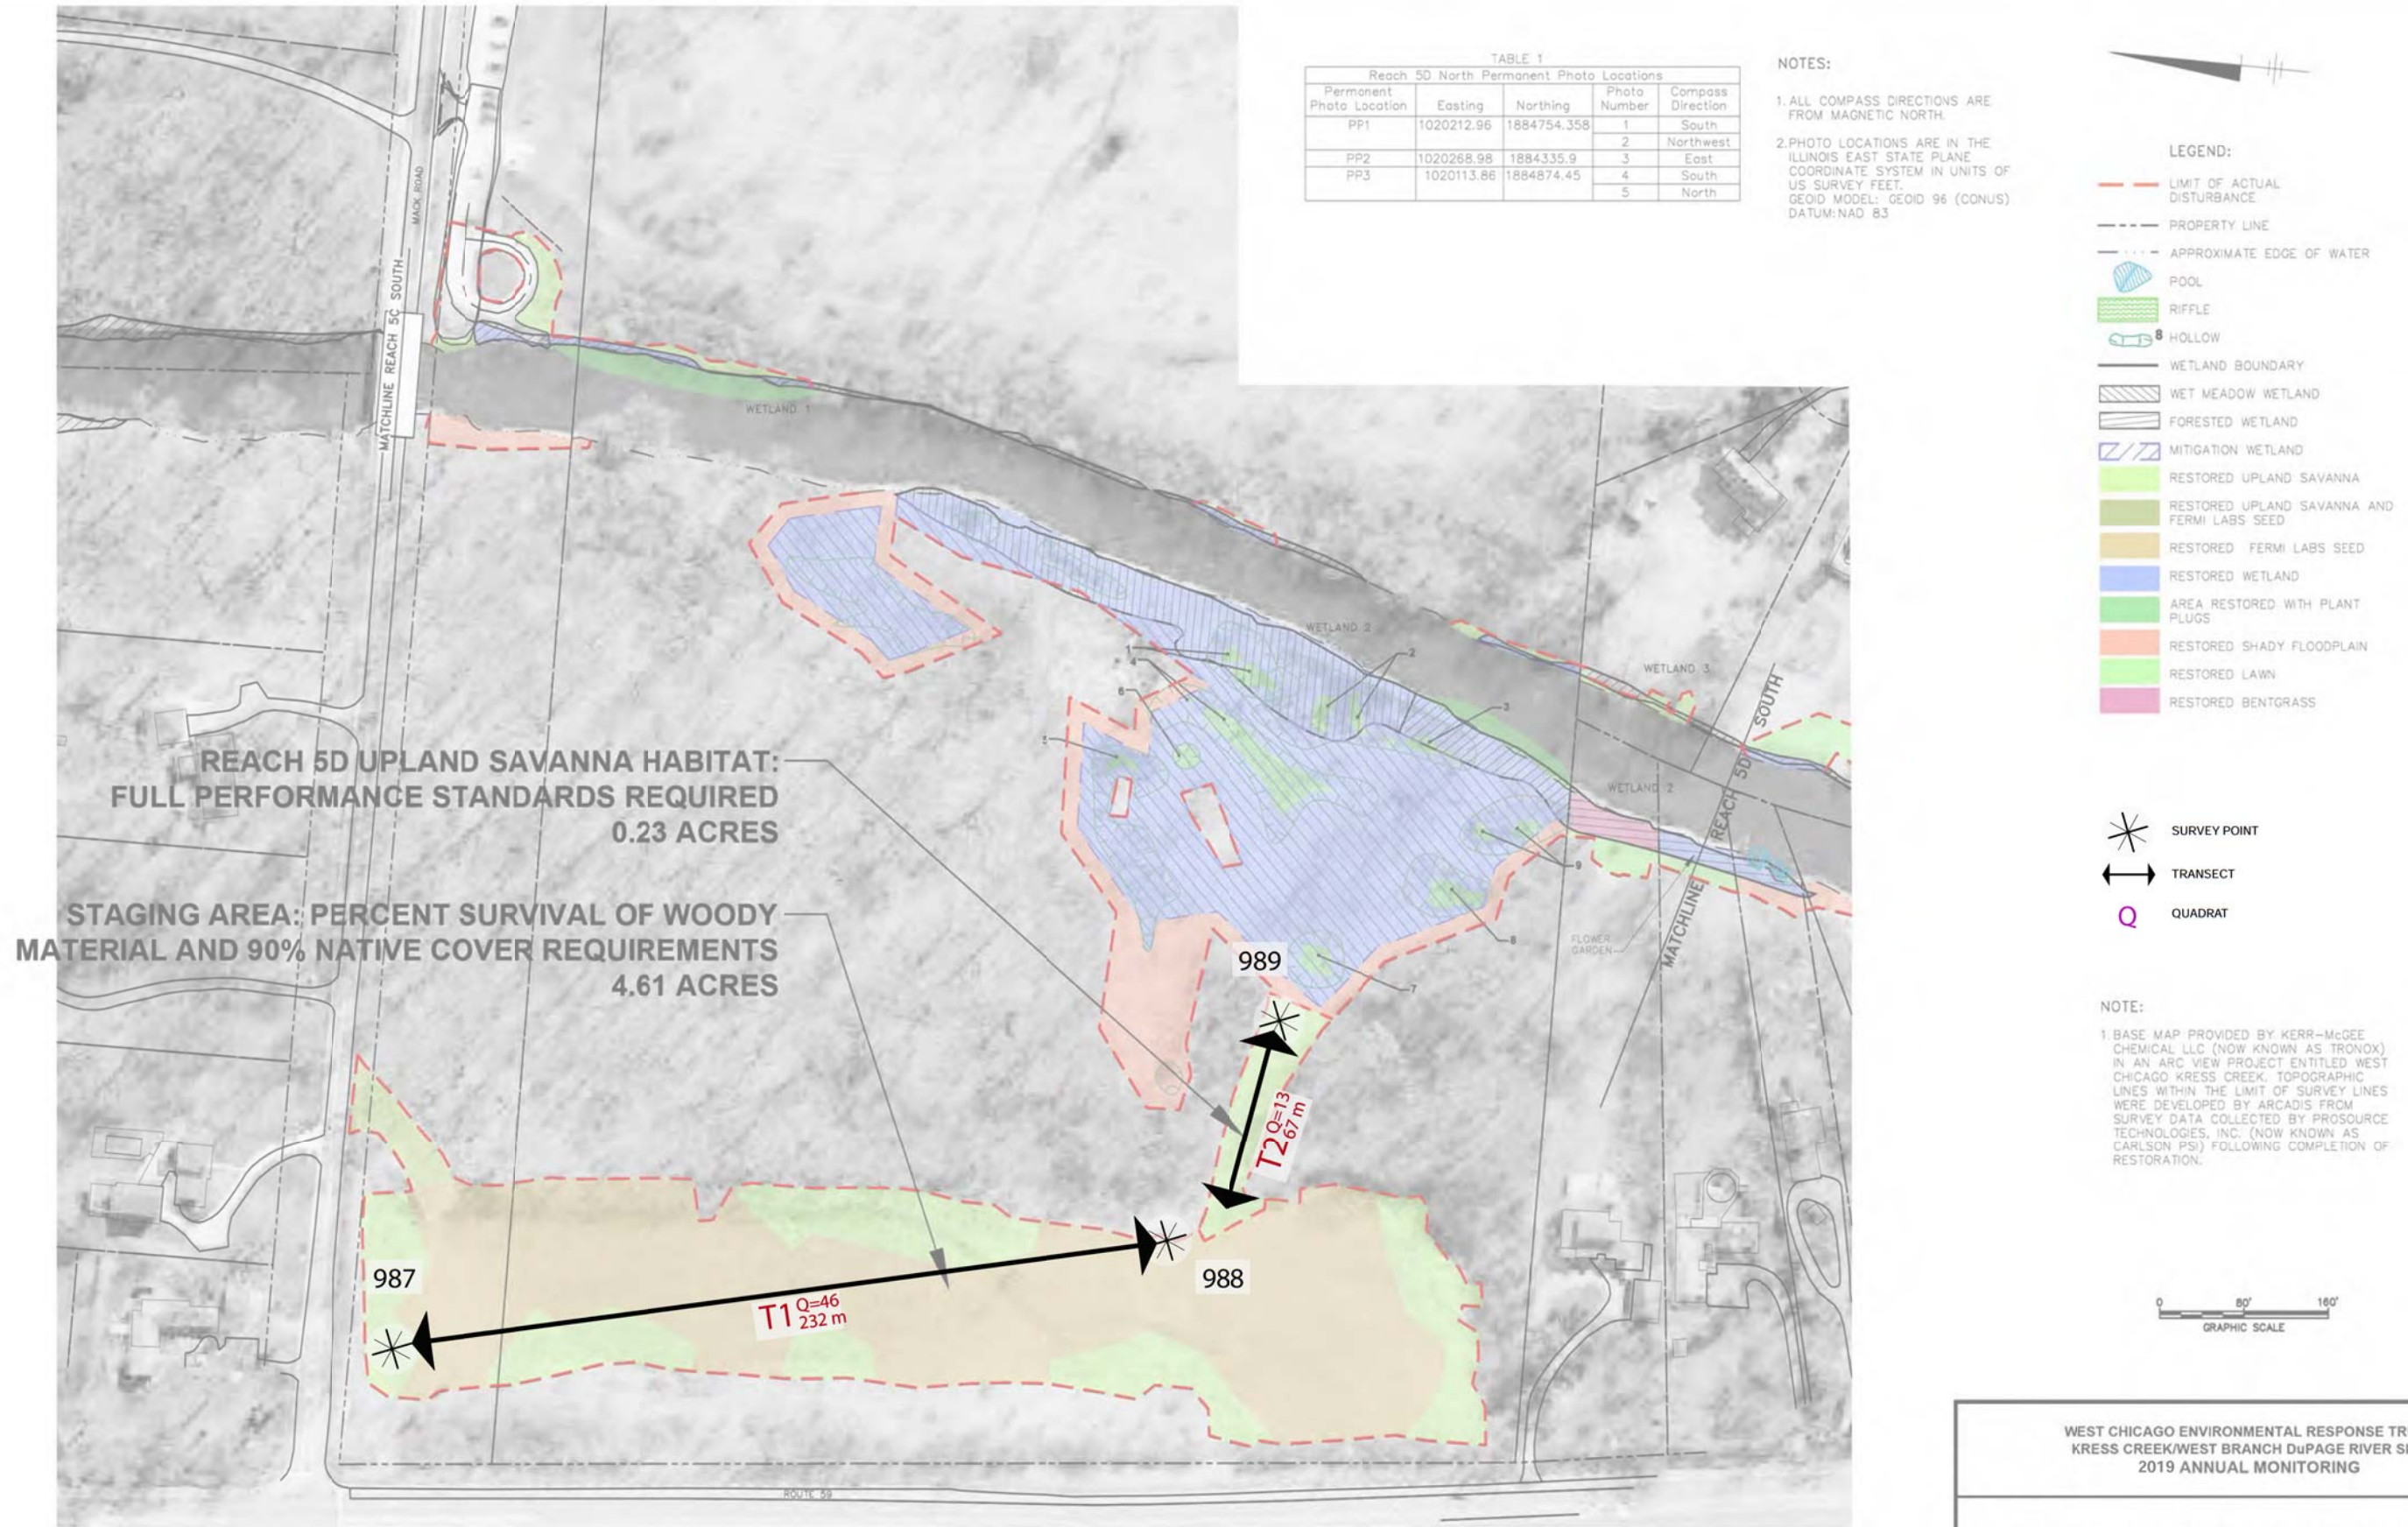 TABLE 1
Reach 5D North Permanent Photo Locations
Permanent Photo Location Easting Northing Photo Number Compass Direction
PP1 1020212.96 1884754.358 1 South
2 Northwest
PP2 1020268.98 1884335.9 3 East
PP3 1020113.86 1884874.45 4 South
5 North
NOTES:
1. ALL COMPASS DIRECTIONS ARE
FROM MAGNETIC NORTH.
2.PHOTO LOCATIONS ARE IN THE
ILLINOIS EAST STATE PLANE
COORDINATE SYSTEM IN UNITS OF
US SURVEY FEET.
GEOID MODEL: GEOID 96 (CONUS)
DATUM: NAD 83
LEGEND:
LIMIT OF ACTUAL
DISTURBANCE
PROPERTY LINE
APPROXIMATE EDGE OF WATER
POOL
RIFFLE
8 HOLLOW
WETLAND BOUNDARY
WET MEADOW WETLAND
FORESTED WETLAND
MITIGATION WETLAND
RESTORED UPLAND SAVANNA
RESTORED UPLAND SAVANNA AND
FERMI LABS SEED
RESTORED FERMI LABS SEED
RESTORED WETLAND
AREA RESTORED WITH PLANT
PLUGS
RESTORED SHADY FLOODPLAIN
RESTORED LAWN
RESTORED BENTGRASS
SURVEY POINT
TRANSECT
Q QUADRAT
NOTE:
1. BASE MAP PROVIDED BY KERR-McGEE
CHEMICAL LLC (NOW KNOWN AS TRONOX)
IN AN ARC VIEW PROJECT ENTITLED WEST
CHICAGO KRESS CREEK. TOPOGRAPHIC
LINES WITHIN THE LIMIT OF SURVEY LINES
WERE DEVELOPED BY ARCADIS FROM
SURVEY DATA COLLECTED BY PROSOURCE
TECHNOLOGIES, INC. (NOW KNOWN AS
CARLSON PSI) FOLLOWING COMPLETION OF
RESTORATION.
0 80' 160'
GRAPHIC SCALE
WEST CHICAGO ENVIRONMENTAL RESPONSE TR
KRESS CREEK/WEST BRANCH DuPAGE RIVER S
2019 ANNUAL MONITORING
MACK ROAD
MATCHLINE REACH 5C SOUTH
WETLAND 1
WETLAND 2
WETLAND 3
WETLAND 2
MATCHLINE REACH 5D SOUTH
FLOWER
GARDEN
1
4
6
5
2
3
9
8
7
REACH 5D UPLAND SAVANNA HABITAT:
FULL PERFORMANCE STANDARDS REQUIRED
0.23 ACRES
STAGING AREA: PERCENT SURVIVAL OF WOODY
MATERIAL AND 90% NATIVE COVER REQUIREMENTS
4.61 ACRES
989
T2 Q=13
67 m
987
988
T1 Q=46
232 m
ROUTE 59